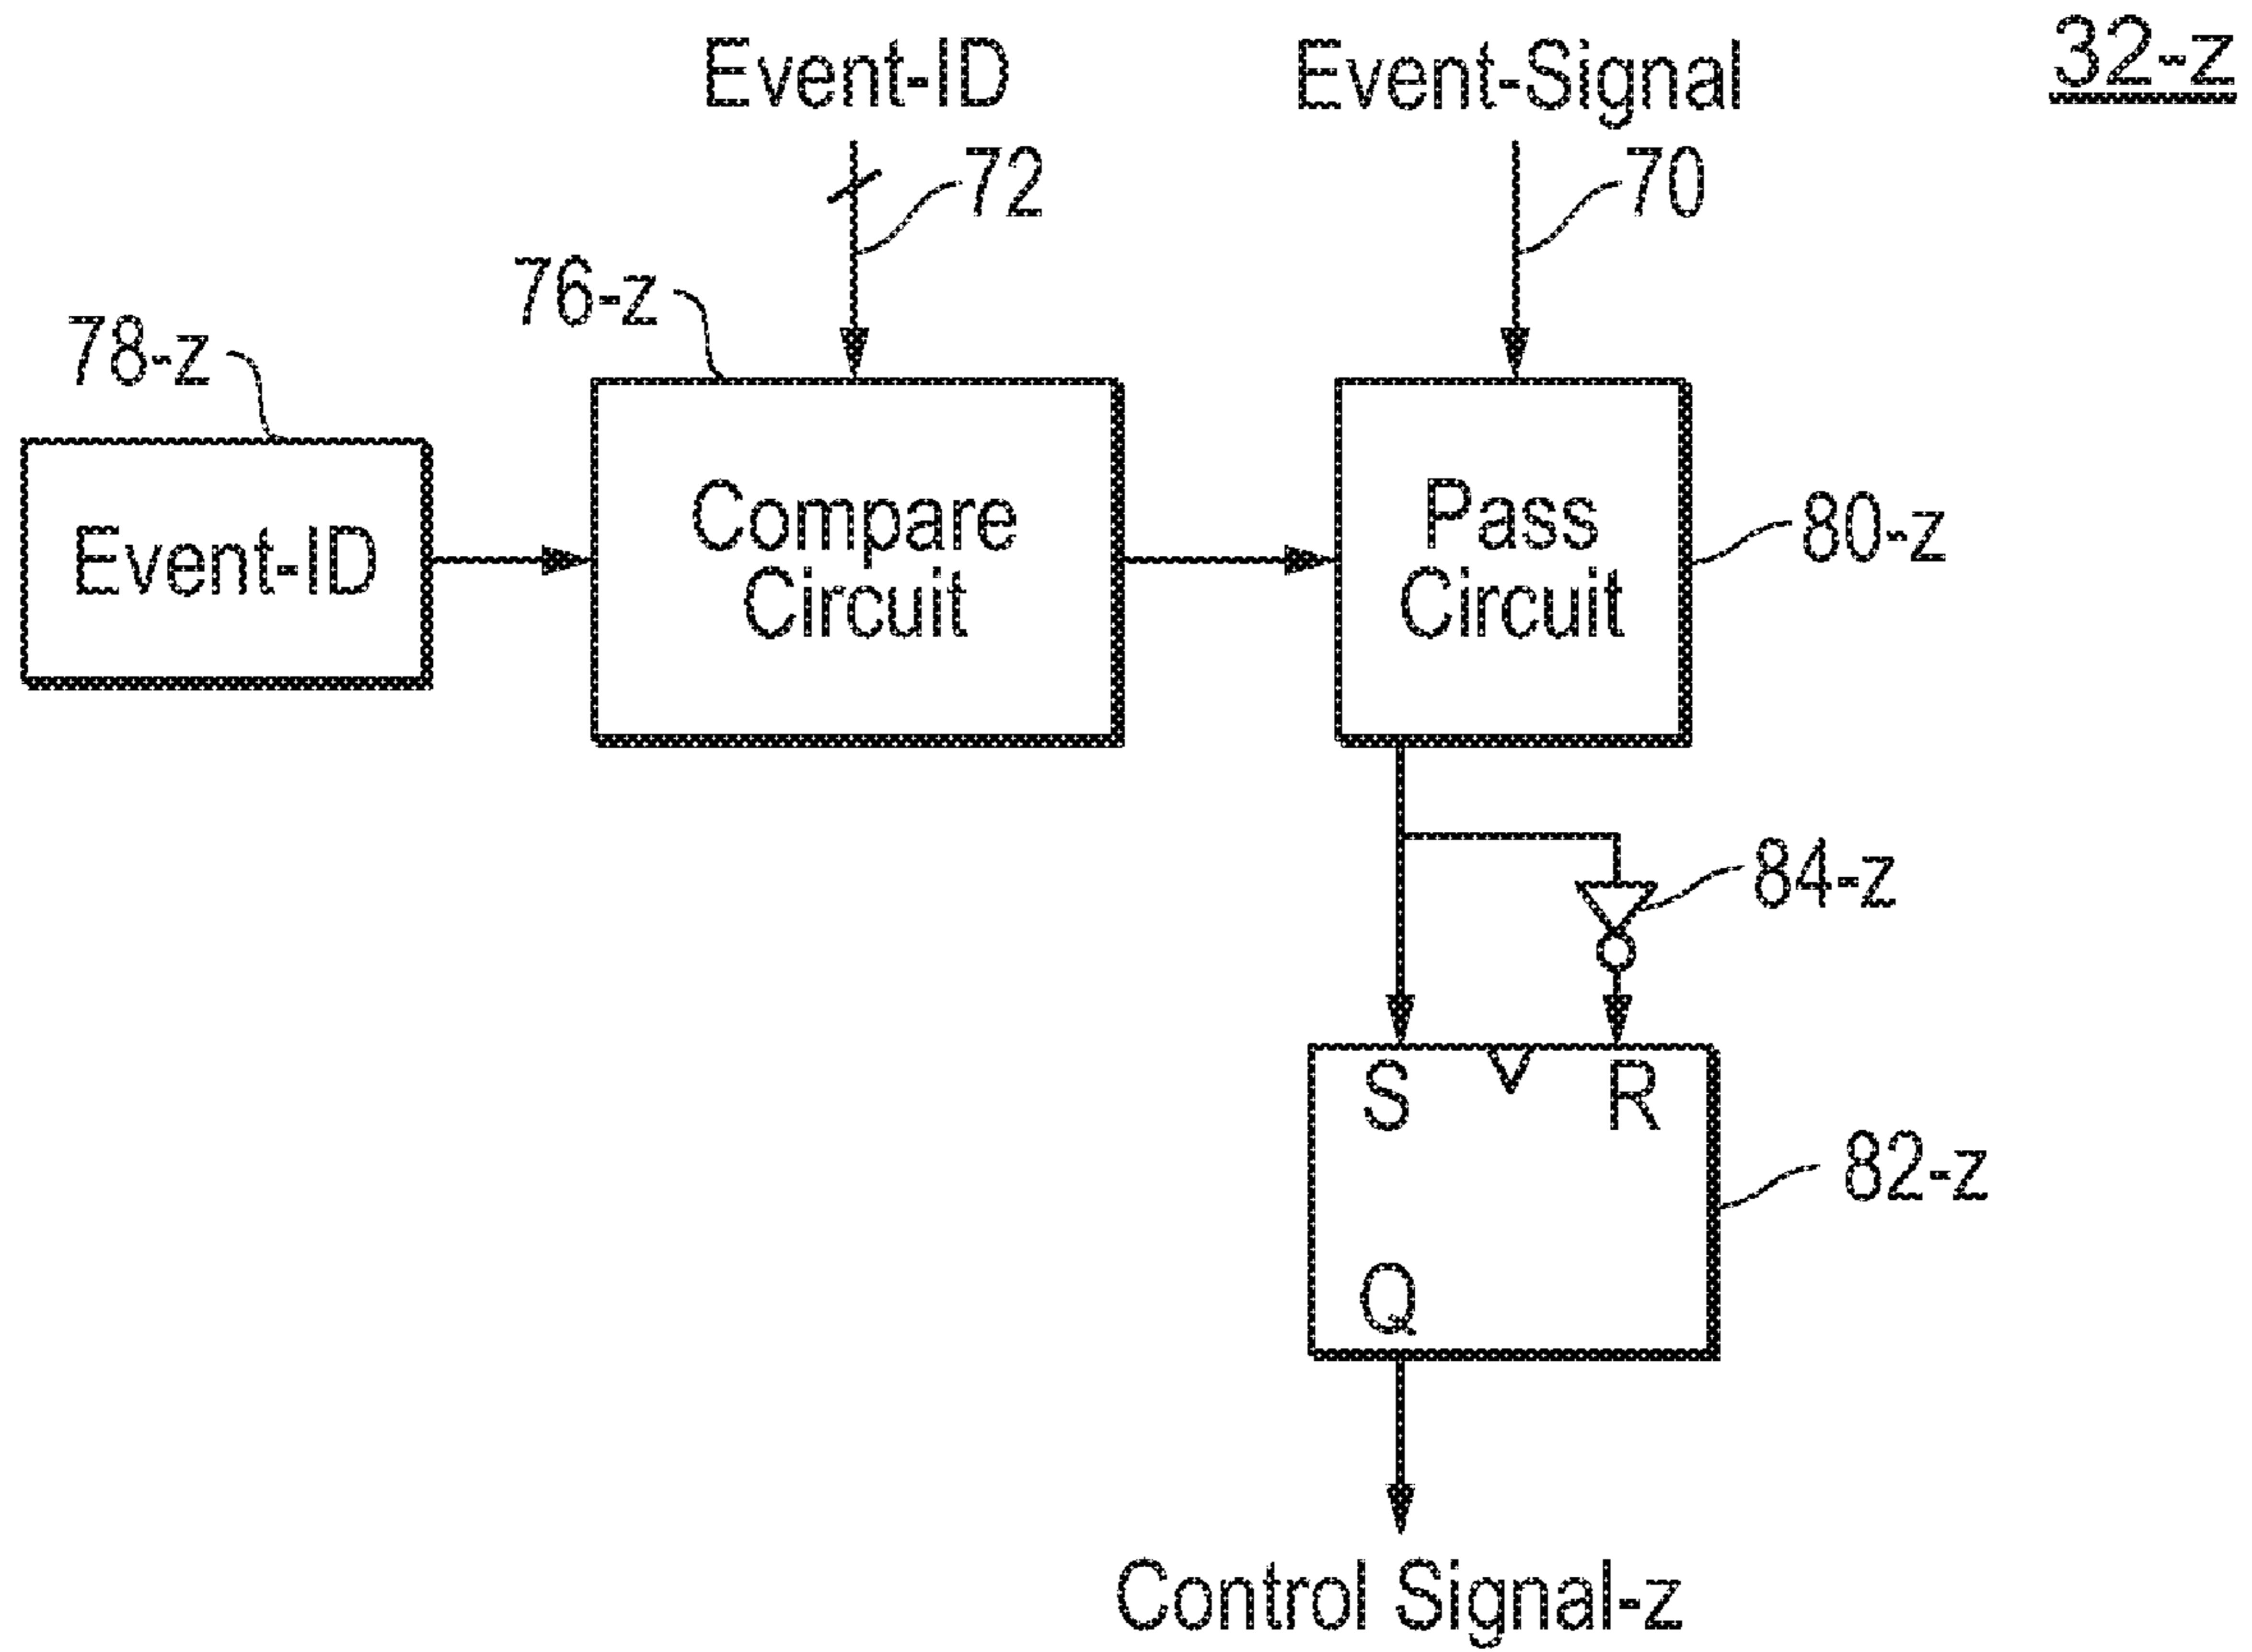 32-z
Event-ID
Event-Signal
72
70
76-z
78-z
Event-ID
Compare
Circuit
Pass
Circuit
80-z
84-z
S
R
82-z
Q
Control Signal-z